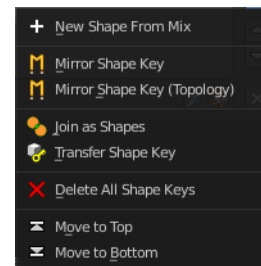 New Shape From Mix
Mirror Shape Key
Mirror Shape Key (Topology)
Join as Shapes
Transfer Shape Key
Delete All Shape Keys
Move to Top
Move to Bottom